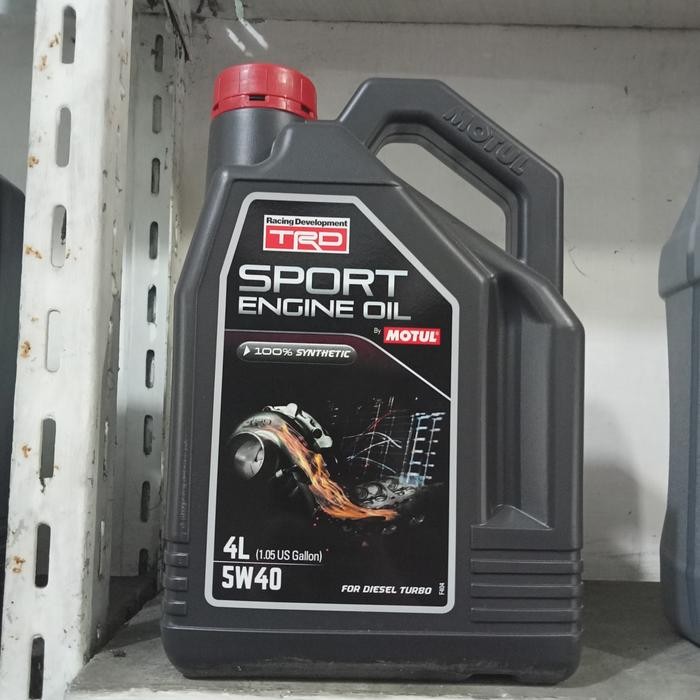 MOTUL
Racing Development
TRD
SPORT
ENGINE OIL
By MOTUL
100% SYNTHETIC
4L (1.05 US Gallon)
5W40
FOR DIESEL TURBO
F404